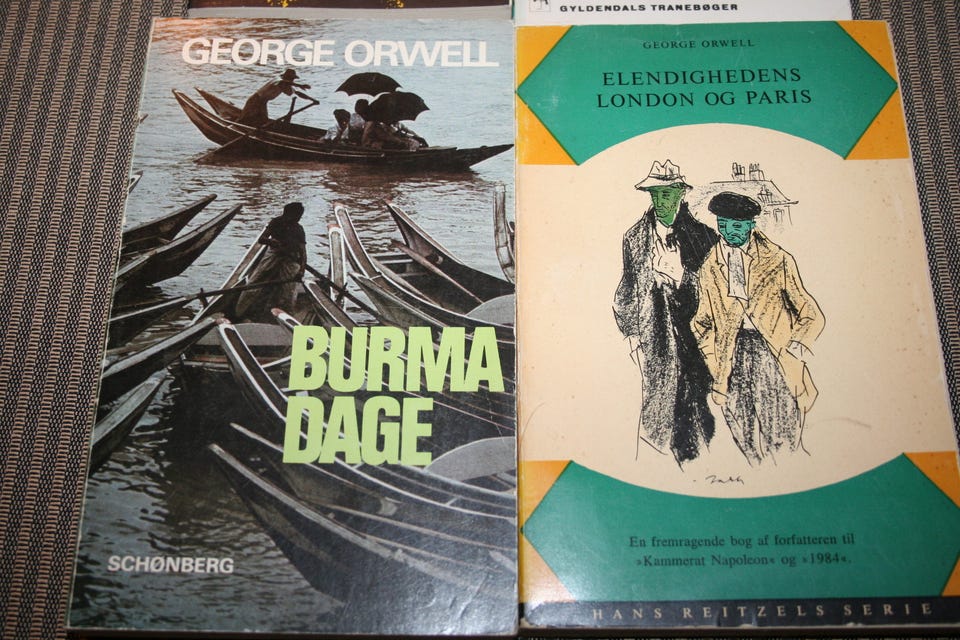 GYLDENDALS TRANEBØGER
GEORGE ORWELL
BURMA
DAGE
SCHØNBERG
GEORGE ORWELL
ELENDIGHEDENS
LONDON OG PARIS
En fremragende bog af forfatteren til
»Kammerat Napoleon« og »1984«.
HANS REITZELS SERIE